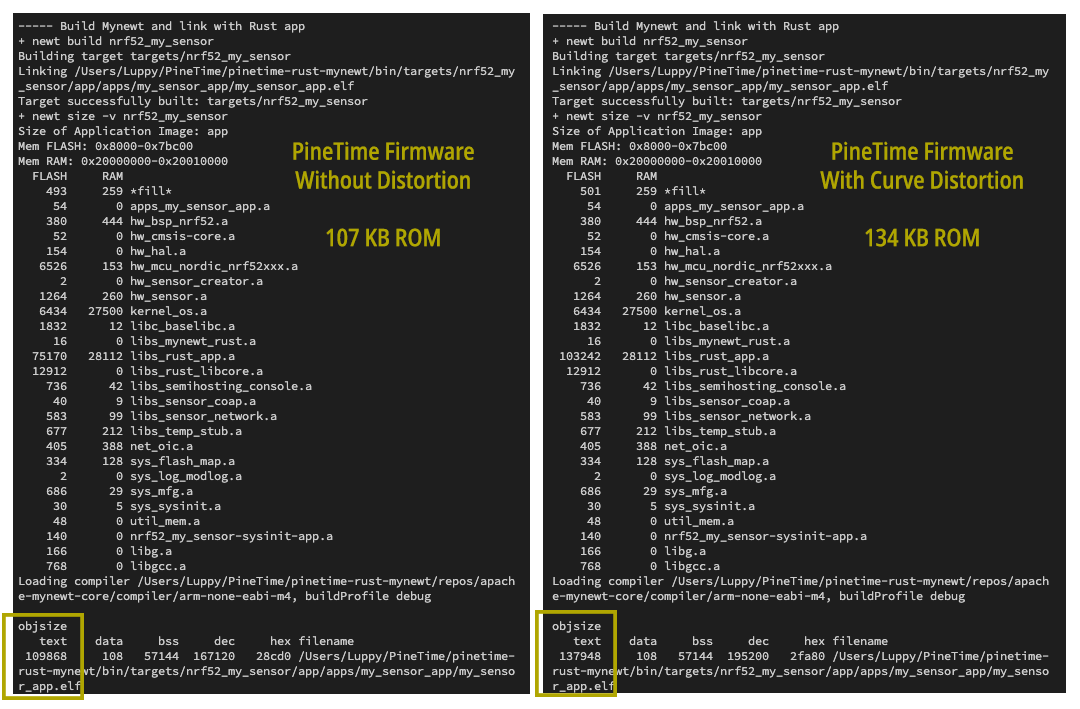 ----- Build Mynewt and link with Rust app
+ newt build nrf52_my_sensor
Building target targets/nrf52_my_sensor
Linking /Users/Luppy/PineTime/pinetime-rust-mynewt/bin/targets/nrf52_my
_sensor/app/apps/my_sensor_app/my_sensor_app.elf
Target successfully built: targets/nrf52_my_sensor
+ newt size -v nrf52_my_sensor
Size of Application Image: app
Mem FLASH: 0x8000-0x7bc00
Mem RAM: 0x20000000-0x20010000
FLASH RAM
493 259 *fill*
54 0 apps_my_sensor_app.a
380 444 hw_bsp_nrf52.a
52 0 hw_cmsis-core.a
154 0 hw_hal.a
6526 153 hw_mcu_nordic_nrf52xxx.a
2 0 hw_sensor_creator.a
1264 260 hw_sensor.a
6434 27500 kernel_os.a
1832 12 libc_baselibc.a
16 0 libs_mynewt_rust.a
75170 28112 libs_rust_app.a
12912 0 libs_rust_libcore.a
736 42 libs_semihosting_console.a
40 9 libs_sensor_coap.a
583 99 libs_sensor_network.a
677 212 libs_temp_stub.a
405 388 net_oic.a
334 128 sys_flash_map.a
2 0 sys_log_modlog.a
686 29 sys_mfg.a
30 5 sys_sysinit.a
48 0 util_mem.a
140 0 nrf52_my_sensor-sysinit-app.a
166 0 libg.a
768 0 libgcc.a
Loading compiler /Users/Luppy/PineTime/pinetime-rust-mynewt/repos/apach
e-mynewt-core/compiler/arm-none-eabi-m4, buildProfile debug
objsize
text data bss dec hex filename
109868 108 57144 167120 28cd0 /Users/Luppy/PineTime/pinetime-
rust-mynewt/bin/targets/nrf52_my_sensor/app/apps/my_sensor_app/my_senso
r_app.elf
PineTime Firmware
Without Distortion
107 KB ROM
----- Build Mynewt and link with Rust app
+ newt build nrf52_my_sensor
Building target targets/nrf52_my_sensor
Linking /Users/Luppy/PineTime/pinetime-rust-mynewt/bin/targets/nrf52_my
_sensor/app/apps/my_sensor_app/my_sensor_app.elf
Target successfully built: targets/nrf52_my_sensor
+ newt size -v nrf52_my_sensor
Size of Application Image: app
Mem FLASH: 0x8000-0x7bc00
Mem RAM: 0x20000000-0x20010000
FLASH RAM
501 259 *fill*
54 0 apps_my_sensor_app.a
380 444 hw_bsp_nrf52.a
52 0 hw_cmsis-core.a
154 0 hw_hal.a
6526 153 hw_mcu_nordic_nrf52xxx.a
2 0 hw_sensor_creator.a
1264 260 hw_sensor.a
6434 27500 kernel_os.a
1832 12 libc_baselibc.a
16 0 libs_mynewt_rust.a
103242 28112 libs_rust_app.a
12912 0 libs_rust_libcore.a
736 42 libs_semihosting_console.a
40 9 libs_sensor_coap.a
583 99 libs_sensor_network.a
677 212 libs_temp_stub.a
405 388 net_oic.a
334 128 sys_flash_map.a
2 0 sys_log_modlog.a
686 29 sys_mfg.a
30 5 sys_sysinit.a
48 0 util_mem.a
140 0 nrf52_my_sensor-sysinit-app.a
166 0 libg.a
768 0 libgcc.a
Loading compiler /Users/Luppy/PineTime/pinetime-rust-mynewt/repos/apach
e-mynewt-core/compiler/arm-none-eabi-m4, buildProfile debug
objsize
text data bss dec hex filename
137948 108 57144 195200 2fa80 /Users/Luppy/PineTime/pinetime-
rust-mynewt/bin/targets/nrf52_my_sensor/app/apps/my_sensor_app/my_senso
r_app.elf
PineTime Firmware
With Curve Distortion
134 KB ROM